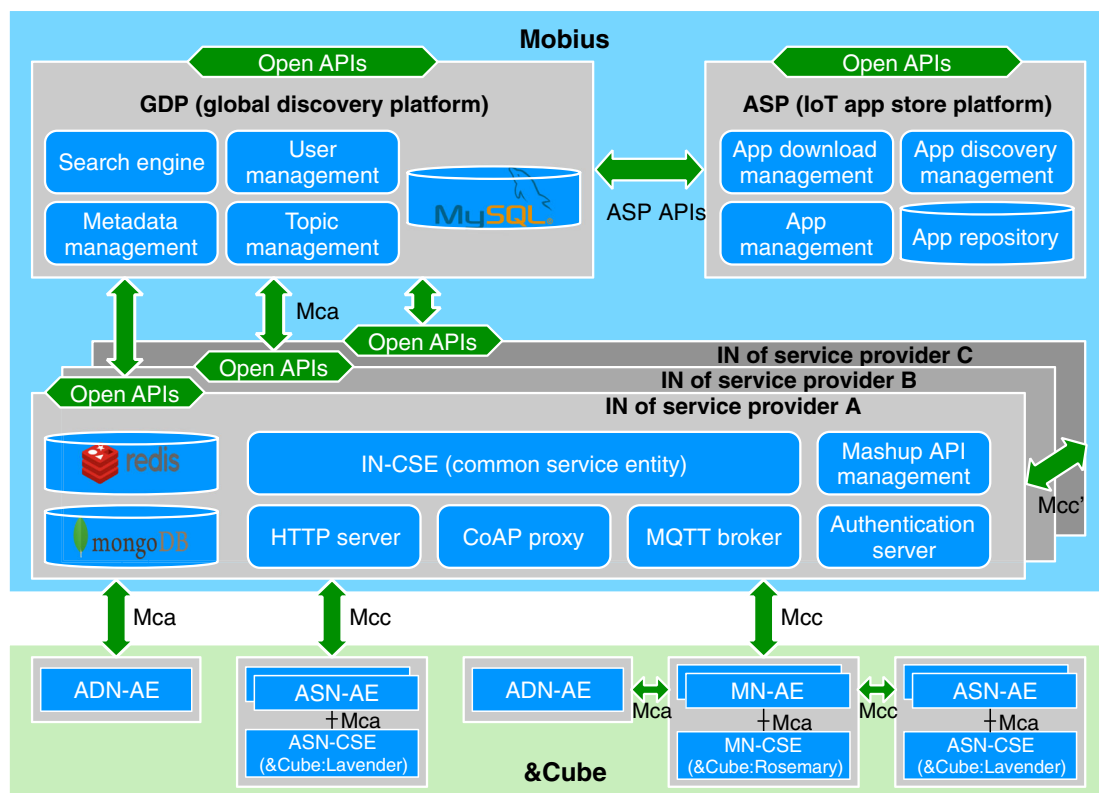 Mobius
Open APIs
GDP (global discovery platform)
Search engine
User
management
Metadata
management
Topic
management
MySQL®
ASP APIs
Open APIs
ASP (IoT app store platform)
App download
management
App discovery
management
App
management
App repository
Mca
Open APIs
IN of service provider C
Open APIs
IN of service provider B
Open APIs
IN of service provider A
redis
IN-CSE (common service entity)
Mashup API
management
Mcc’
mongoDB
HTTP server
CoAP proxy
MQTT broker
Authentication
server
Mca
Mcc
Mcc
ADN-AE
ASN-AE
Mca
ASN-CSE
(&Cube:Lavender)
ADN-AE
Mca
MN-AE
Mca
MN-CSE
(&Cube:Rosemary)
Mcc
ASN-AE
Mca
ASN-CSE
(&Cube:Lavender)
&Cube